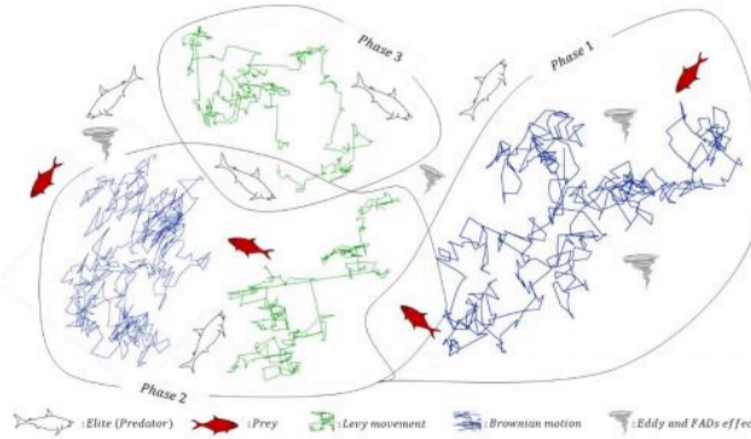 Phase 3
Phase 1
Phase 2
:Elite (Predator) :Prey :Levy movement :Brownian motion :Eddy and FADs effec